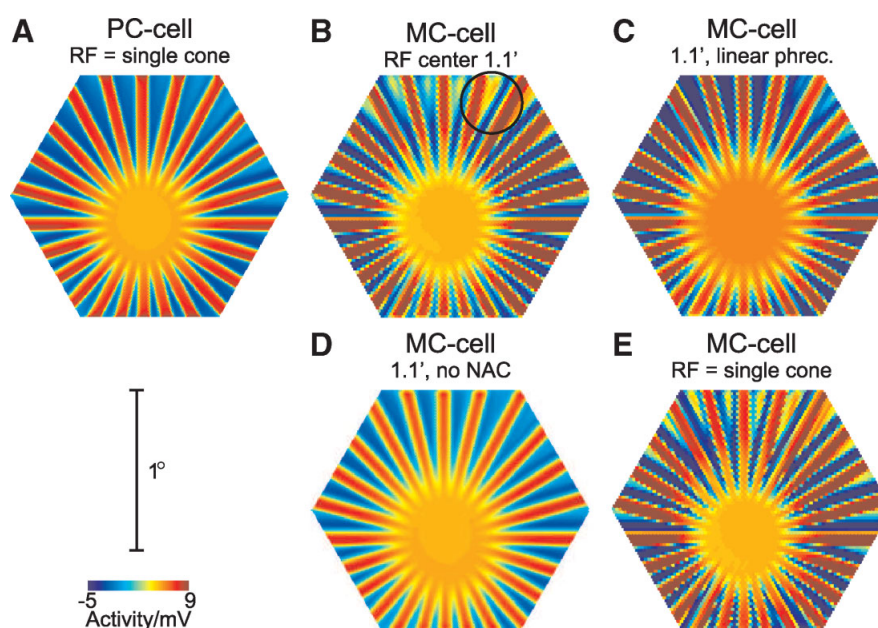 A
PC-cell
RF = single cone
B
MC-cell
RF center 1.1'
C
MC-cell
1.1', linear phrec.
D
MC-cell
1.1', no NAC
E
MC-cell
RF = single cone
1°
-5
9
Activity/mV